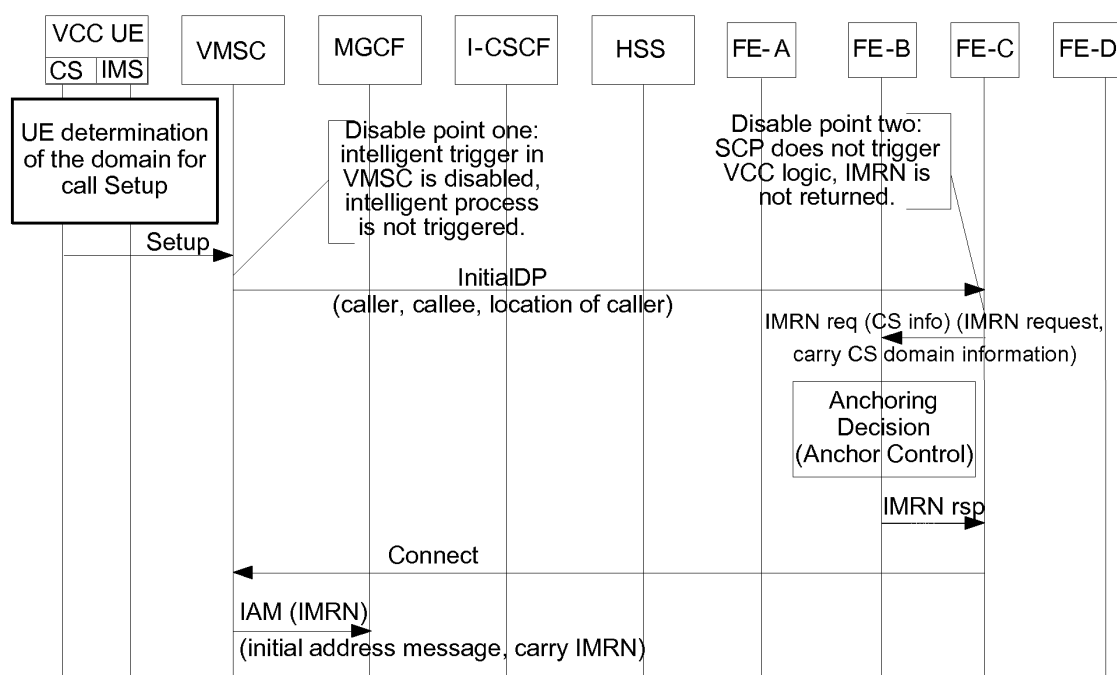 VCC UE
CS IMS
VMSC
MGCF
I-CSCF
HSS
FE-A
FE-B
FE-C
FE-D
UE determination
of the domain for
call Setup
Disable point one:
intelligent trigger in
VMSC is disabled,
intelligent process
is not triggered.
Disable point two:
SCP does not trigger
VCC logic, IMRN is
not returned.
Setup
InitialDP
(caller, callee, location of caller)
IMRN req (CS info) (IMRN request,
carry CS domain information)
Anchoring
Decision
(Anchor Control)
IMRN rsp
Connect
IAM (IMRN)
(initial address message, carry IMRN)